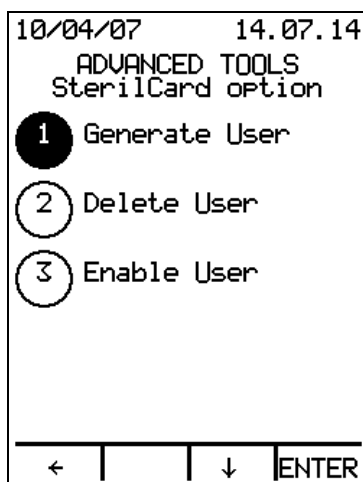 10/04/07 14.07.14
ADVANCED TOOLS
SterilCard option
1 Generate User
2 Delete User
3 Enable User
← ↓ ENTER